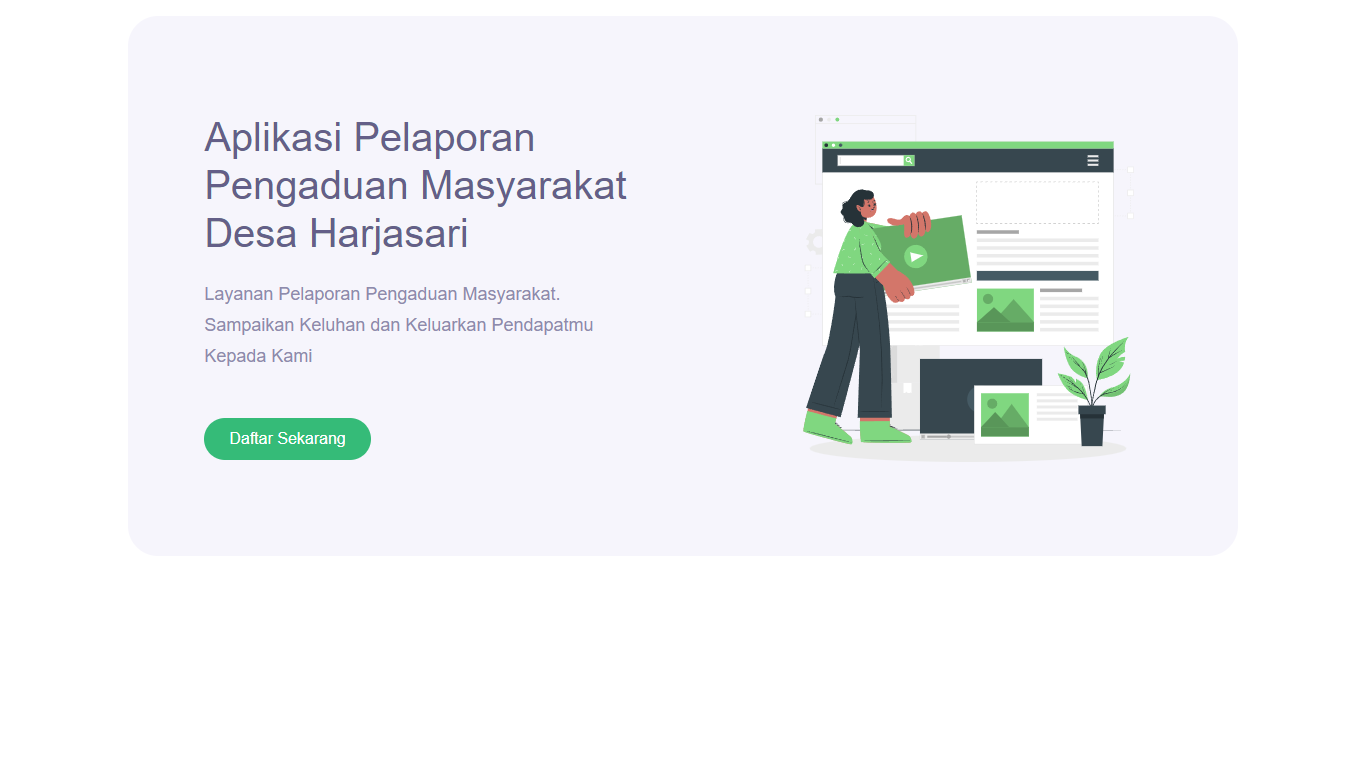 Aplikasi Pelaporan
Pengaduan Masyarakat
Desa Harjasari
Layanan Pelaporan Pengaduan Masyarakat.
Sampaikan Keluhan dan Keluarkan Pendapatmu
Kepada Kami
Daftar Sekarang